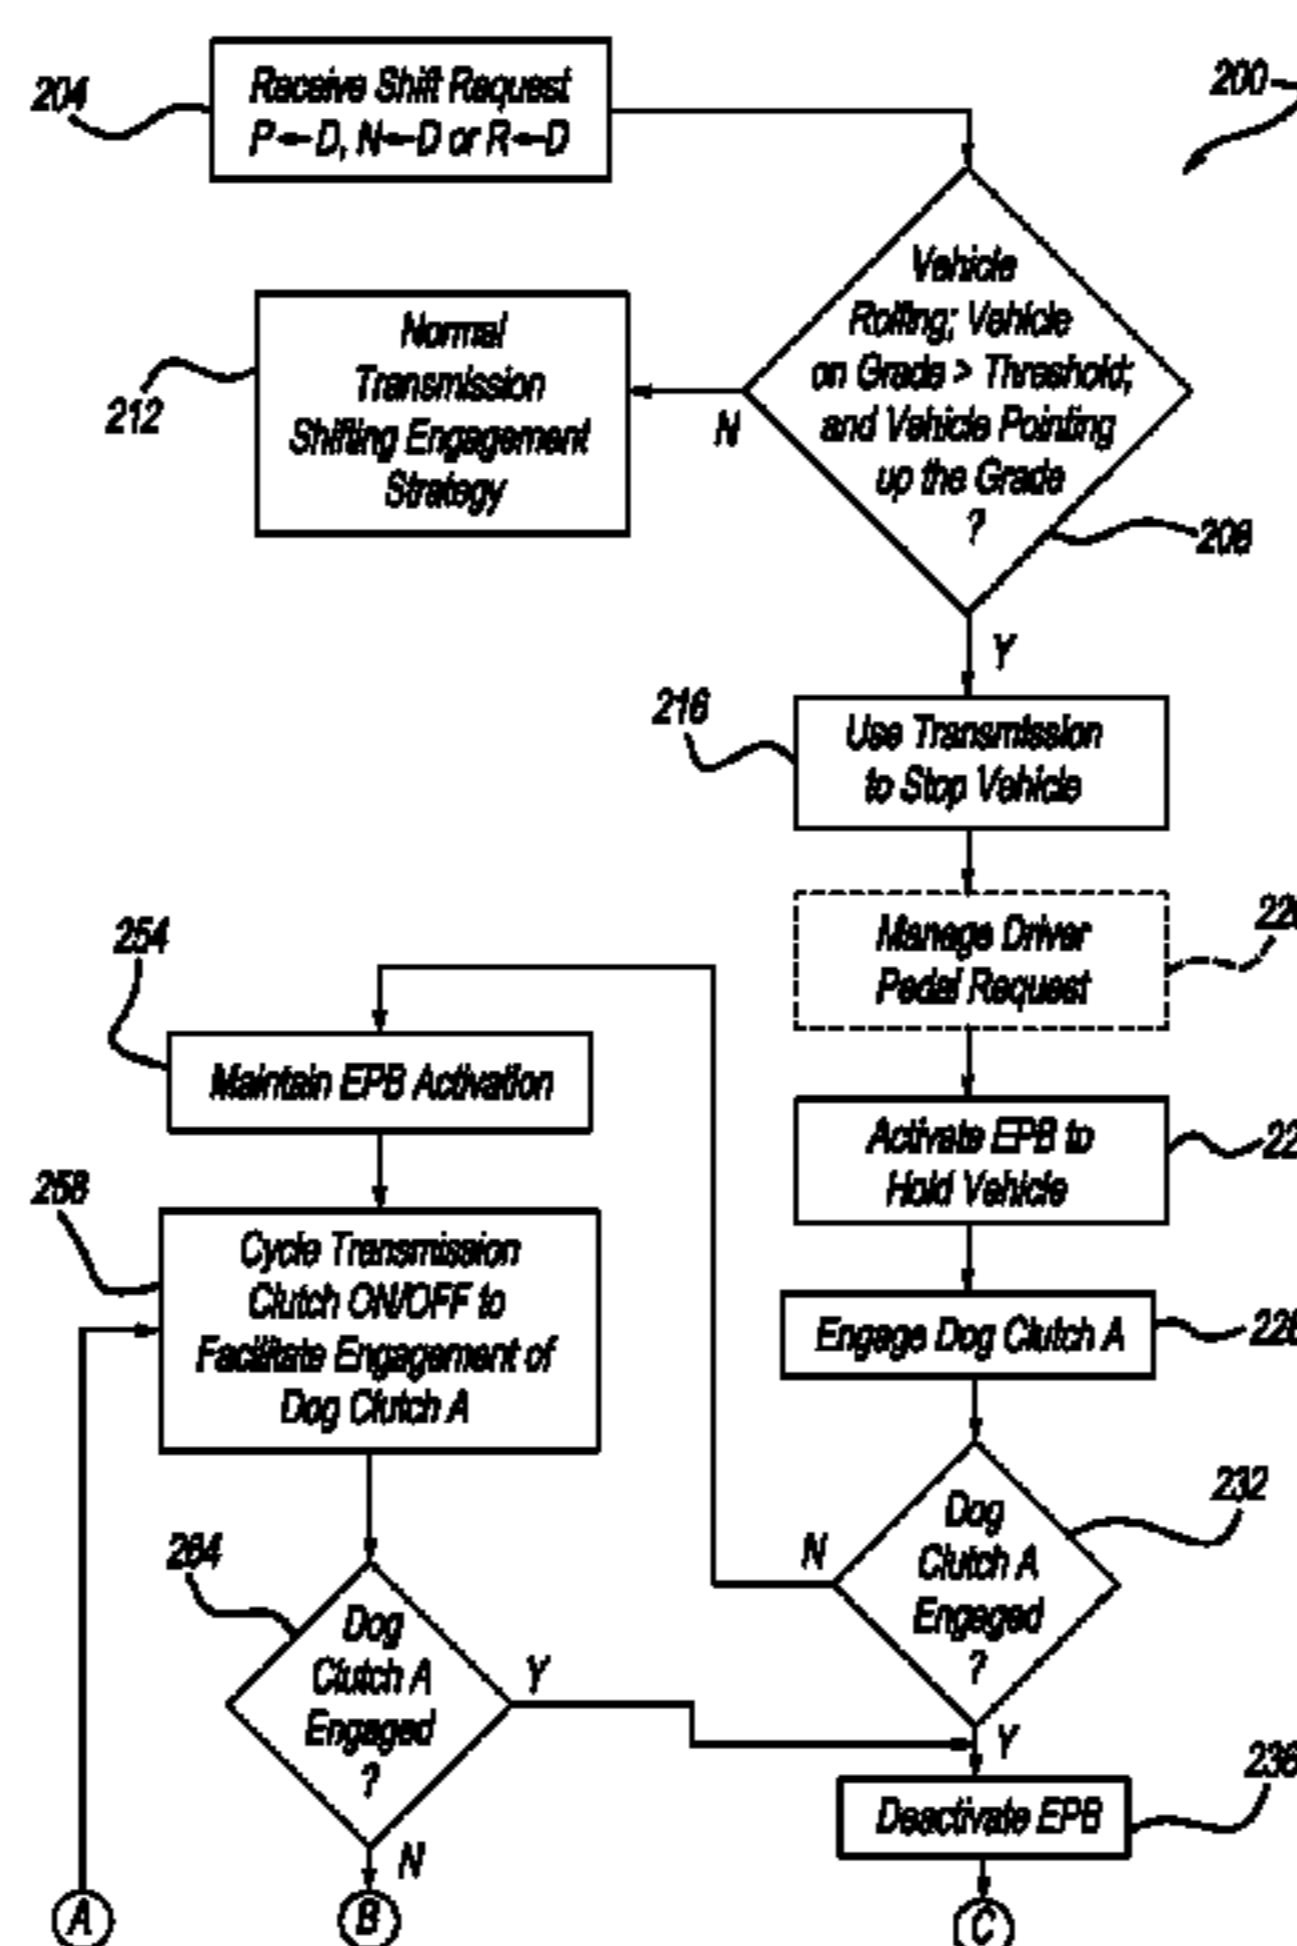 204
Receive Shift Request
P←D, N←D or R←D
200
Vehicle
Rolling; Vehicle
on Grade > Threshold;
and Vehicle Pointing
up the Grade
?
208
N
Normal
Transmission
Shifting Engagement
Strategy
212
Y
216
Use Transmission
to Stop Vehicle
Manage Driver
Pedal Request
254
Maintain EPB Activation
Activate EPB to
Hold Vehicle
258
Cycle Transmission
Clutch ON/OFF to
Facilitate Engagement of
Dog Clutch A
Engage Dog Clutch A
228
Dog
Clutch A
Engaged
?
232
N
264
Dog
Clutch A
Engaged
?
Y
Y
236
Deactivate EPB
N
A
B
C